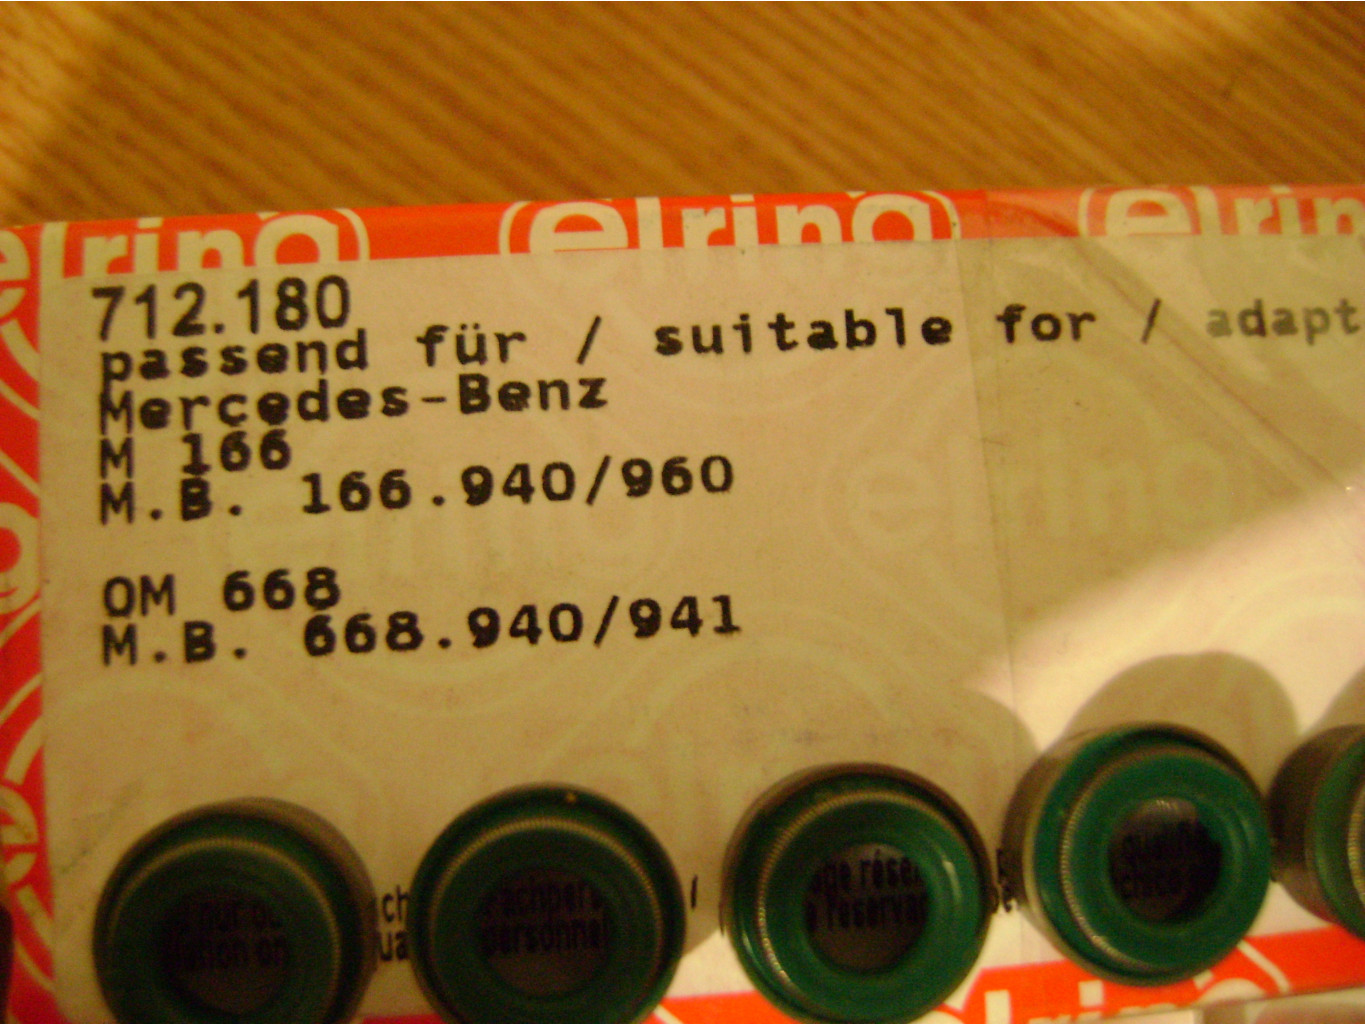 elring elring elring
712.180
passend für / suitable for / adapt
Mercedes-Benz
M 166
M.B. 166.940/960
OM 668
M.B. 668.940/941